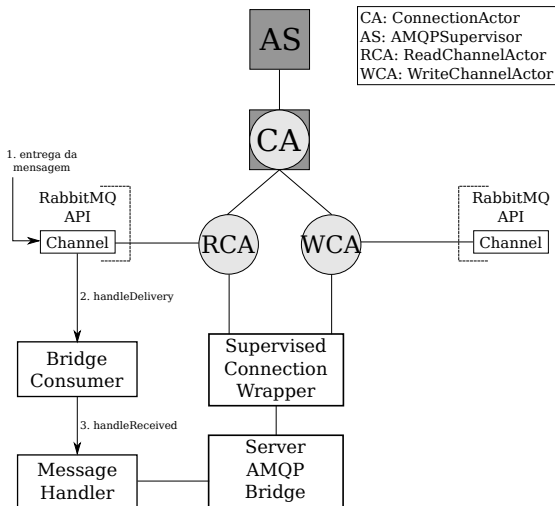 AS
CA: ConnectionActor
AS: AMQPSupervisor
RCA: ReadChannelActor
WCA: WriteChannelActor
CA
1. entrega da
mensagem
RabbitMQ
API
Channel
RCA
WCA
RabbitMQ
API
Channel
2. handleDelivery
Bridge
Consumer
Supervised
Connection
Wrapper
3. handleReceived
Message
Handler
Server
AMQP
Bridge